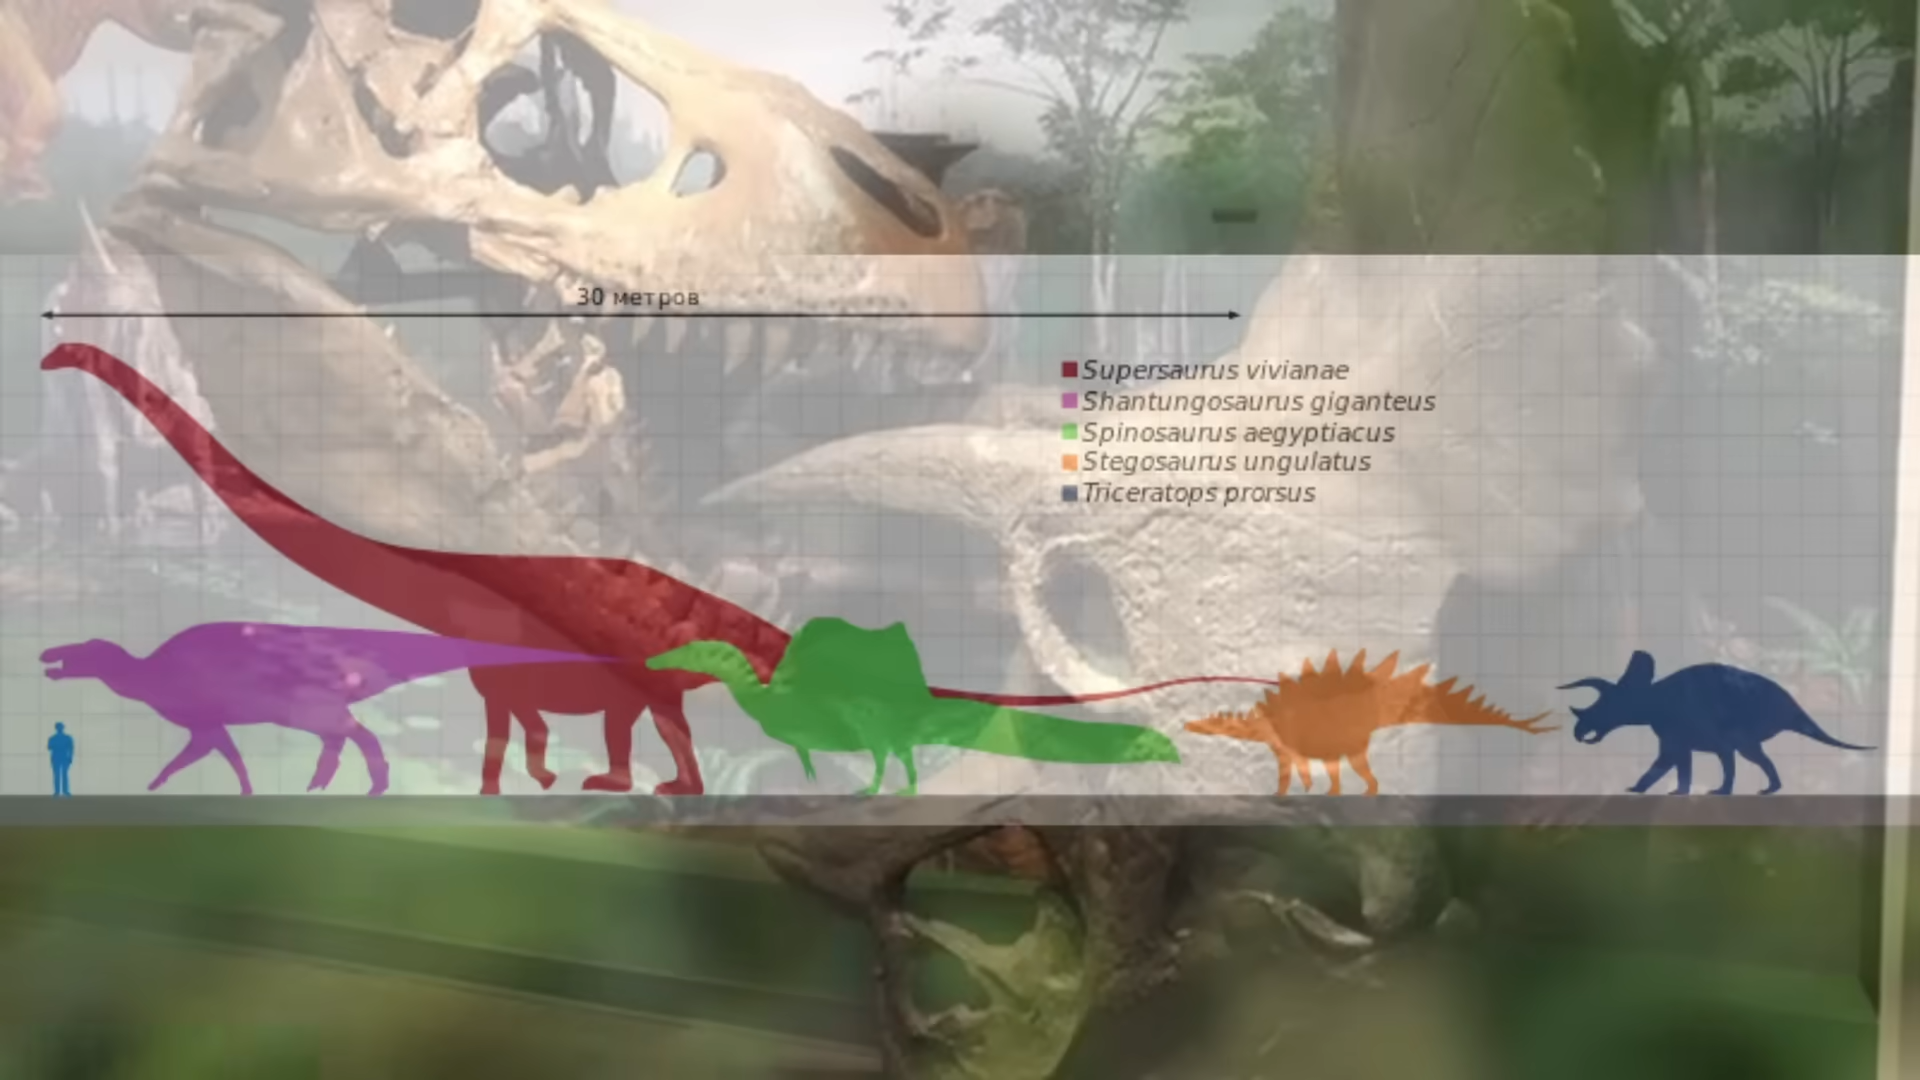 30 метров
Supersaurus vivianae
Shantungosaurus giganteus
Spinosaurus aegyptiacus
Stegosaurus ungulatus
Triceratops prorsus